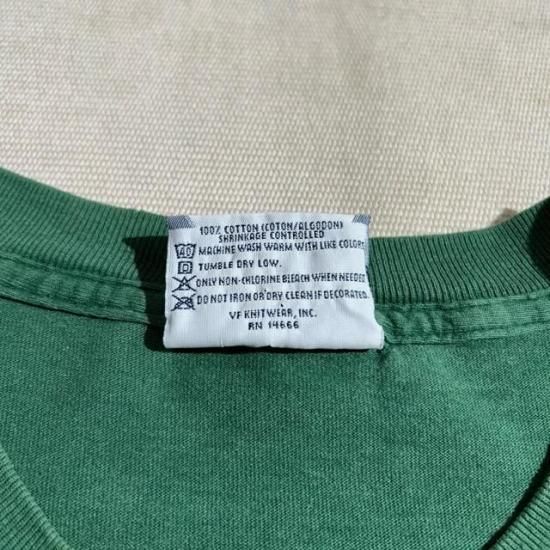 100% COTTON (COTON/ALGODON)
SHRINKAGE CONTROLLED
40 MACHINE WASH WARM WITH LIKE COLORS
TUMBLE DRY LOW.
ONLY NON-CHLORINE BLEACH WHEN NEEDED
DO NOT IRON OR DRY CLEAN IF DECORATED.
VF KNITWEAR, INC.
RN 14666